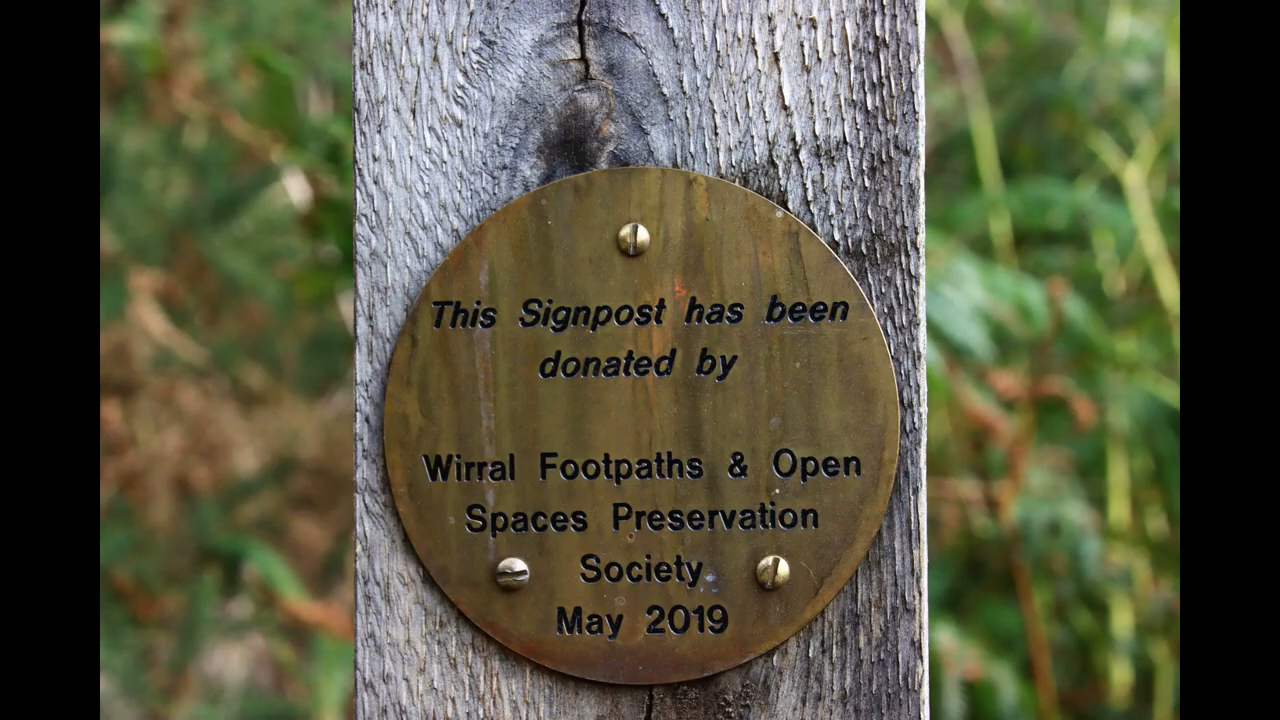 This Signpost has been
donated by
Wirral Footpaths & Open
Spaces Preservation
Society
May 2019